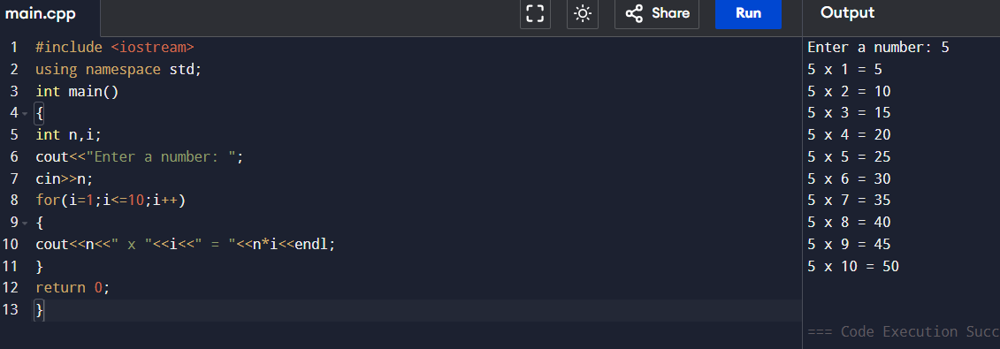 main.cpp
Share
Run
Output
1 #include <iostream>
2 using namespace std;
3 int main()
4 {
5 int n,i;
6 cout<<"Enter a number: ";
7 cin>>n;
8 for(i=1;i<=10;i++)
9 {
10 cout<<n<<" x "<<i<<" = "<<n*i<<endl;
11 }
12 return 0;
13 }
Enter a number: 5
5 x 1 = 5
5 x 2 = 10
5 x 3 = 15
5 x 4 = 20
5 x 5 = 25
5 x 6 = 30
5 x 7 = 35
5 x 8 = 40
5 x 9 = 45
5 x 10 = 50
=== Code Execution Succ